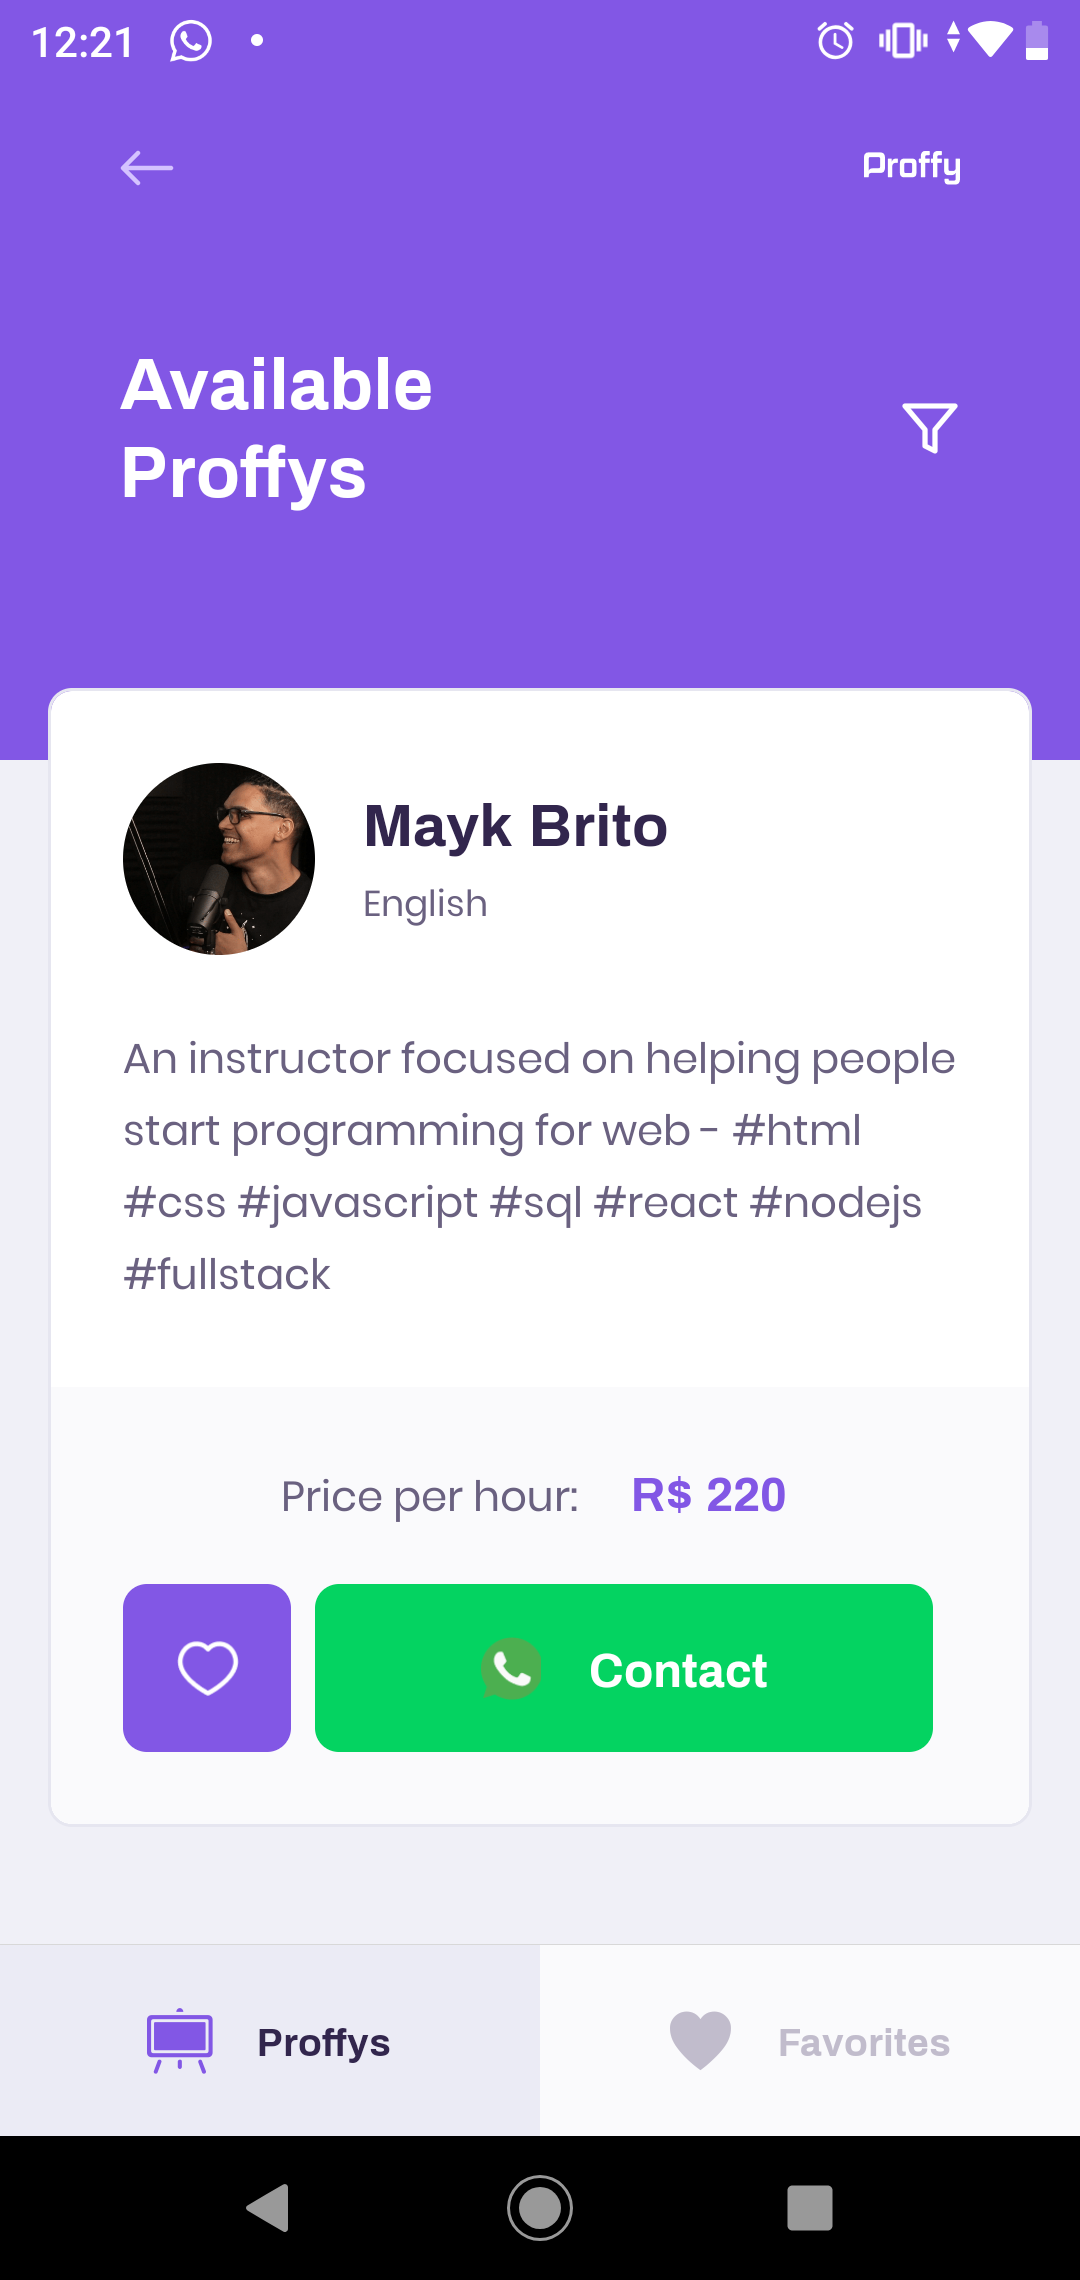 12:21
Proffy
Available
Proffys
Mayk Brito
English
An instructor focused on helping people
start programming for web - #html
#css #javascript #sql #react #nodejs
#fullstack
Price per hour: R$ 220
Contact
Proffys
Favorites